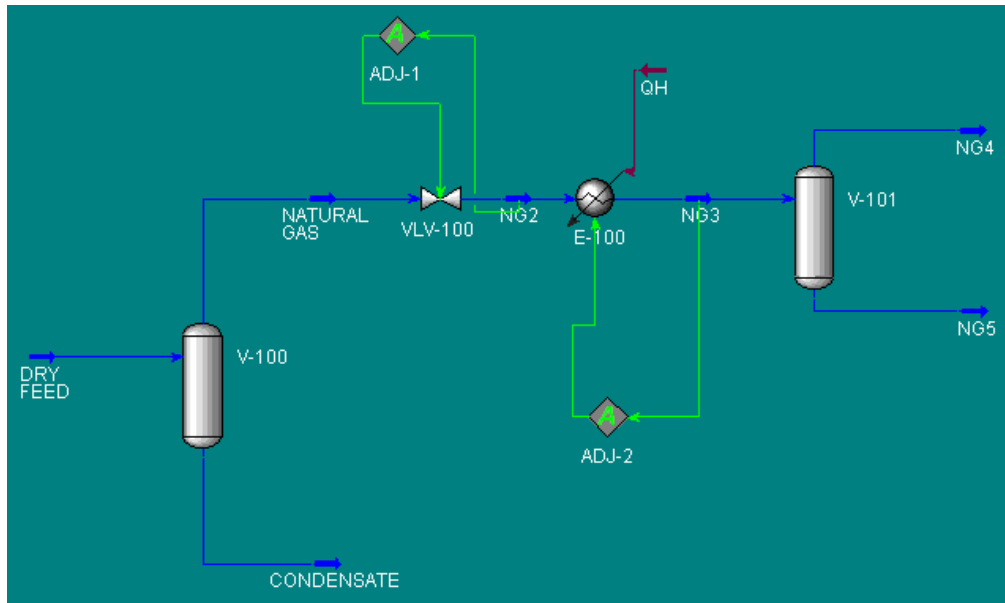 A
ADJ-1
QH
NG4
NATURAL
GAS
VLV-100
NG2
E-100
NG3
V-101
NG5
DRY
FEED
V-100
A
ADJ-2
CONDENSATE